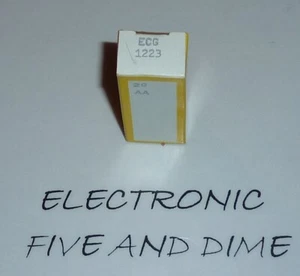 ECG
1223
ELECTRONIC
FIVE AND DIME